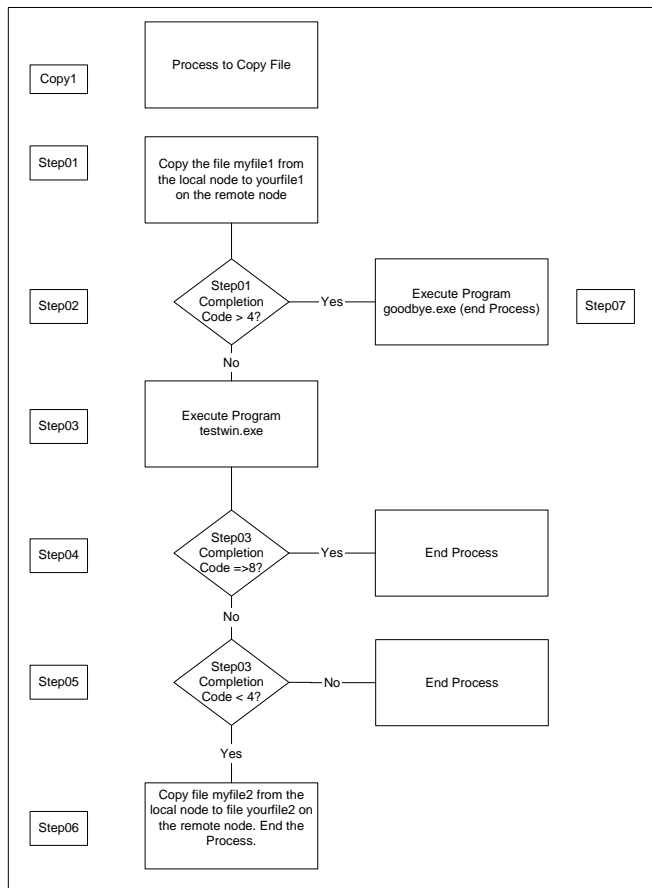 Copy1
Process to Copy File
Step01
Copy the file myfile1 from
the local node to yourfile1
on the remote node
Step02
Step01
Completion
Code > 4?
Yes
Execute Program
goodbye.exe (end Process)
Step07
No
Step03
Execute Program
testwin.exe
Step04
Step03
Completion
Code =>8?
Yes
End Process
No
Step05
Step03
Completion
Code < 4?
No
End Process
Yes
Step06
Copy file myfile2 from the
local node to file yourfile2 on
the remote node. End the
Process.